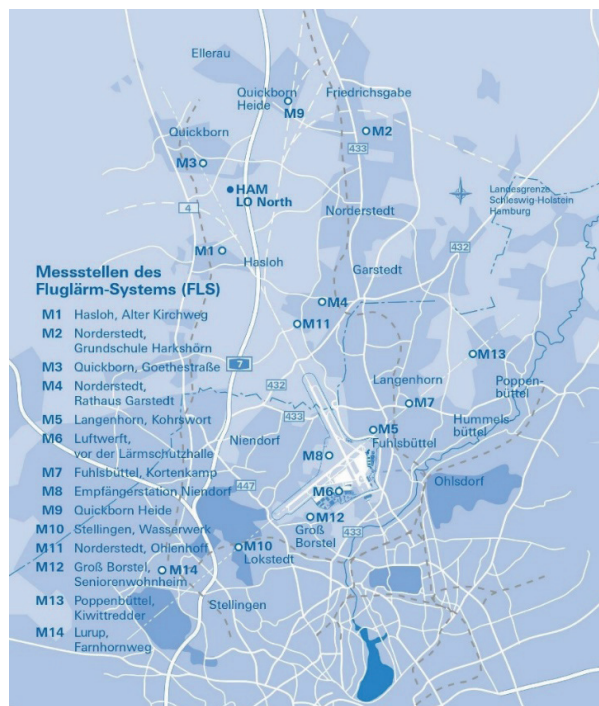 Ellerau
Quickborn
Heide
M9
Friedrichsgabe
M2
433
Quickborn
M3
HAM
LO North
4
Norderstedt
Landesgrenze
Schleswig-Holstein
Hamburg
432
M1
Hasloh
Garstedt
Messstellen des
Fluglärm-Systems (FLS)
M1 Hasloh, Alter Kirchweg
M2 Norderstedt,
Grundschule Harkshörn
M3 Quickborn, Goethestraße
M4 Norderstedt,
Rathaus Garstedt
M5 Langenhorn, Kohrswort
M6 Luftwerft,
vor der Lärmschutzhalle
M7 Fuhlsbüttel, Kortenkamp
M8 Empfängerstation Niendorf
M9 Quickborn Heide
M10 Stellingen, Wasserwerk
M11 Norderstedt, Ohlenhoff
M12 Groß Borstel,
Seniorenwohnheim
M13 Poppenbüttel,
Kiwittredder
M14 Lurup,
Farnhornweg
M4
M11
7
M13
432
Langenhorn
Poppen-
büttel
433
M7
Hummels
büttel
Niendorf
M5
Fuhlsbüttel
M8
447
M6
Ohlsdorf
M12
Groß
Borstel
433
M10
Lokstedt
M14
Stellingen